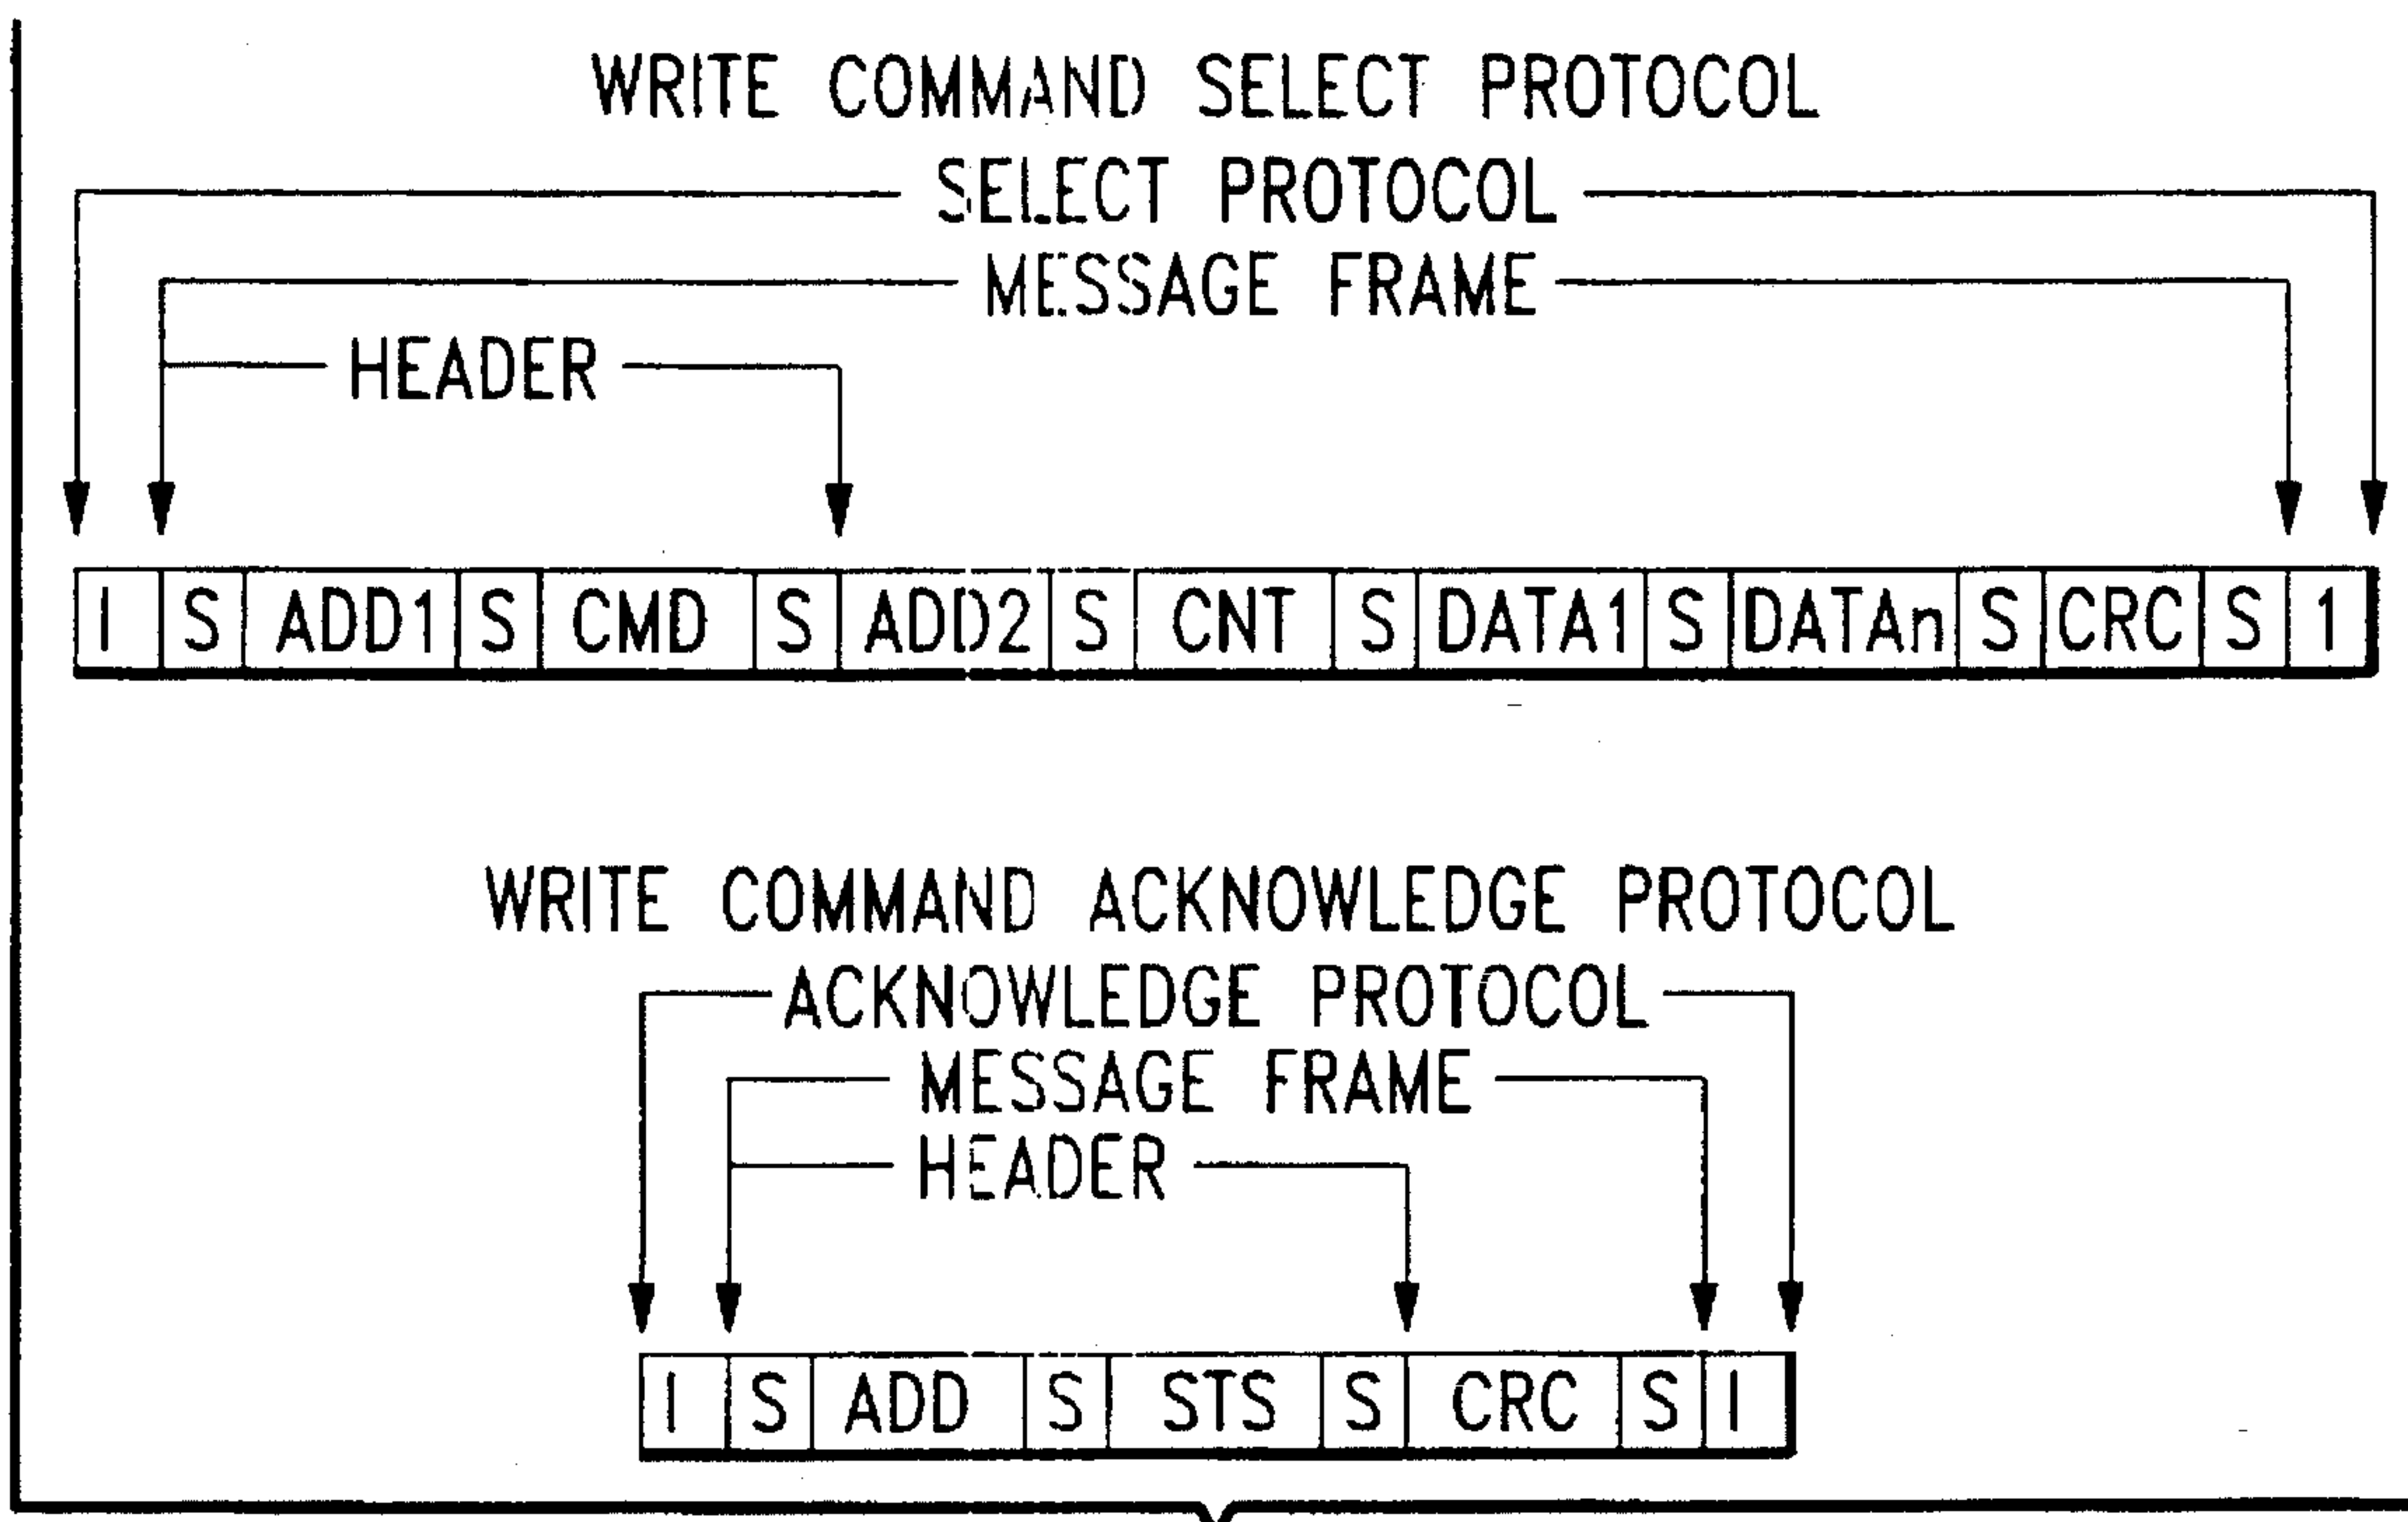 WRITE COMMAND SELECT PROTOCOL
SELECT PROTOCOL
MESSAGE FRAME
HEADER
I S ADD1 S CMD S ADD2 S CNT S DATA1 S DATAn S CRC S 1
WRITE COMMAND ACKNOWLEDGE PROTOCOL
ACKNOWLEDGE PROTOCOL
MESSAGE FRAME
HEADER
I S ADD S STS S CRC S I